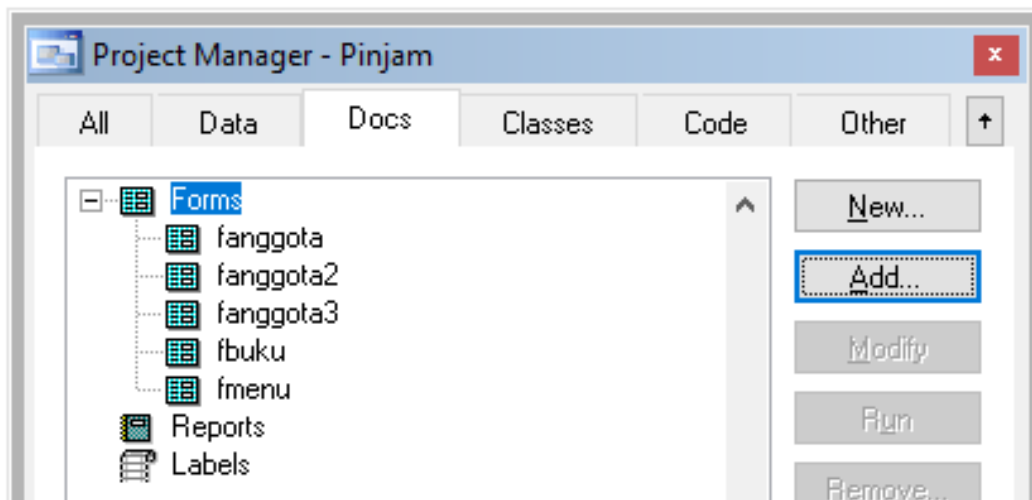 Project Manager - Pinjam
x
All Data Docs Classes Code Other
Forms
fanggota
fanggota2
fanggota3
fbuku
fmenu
Reports
Labels
New...
Add...
Modify
Run
Remove...